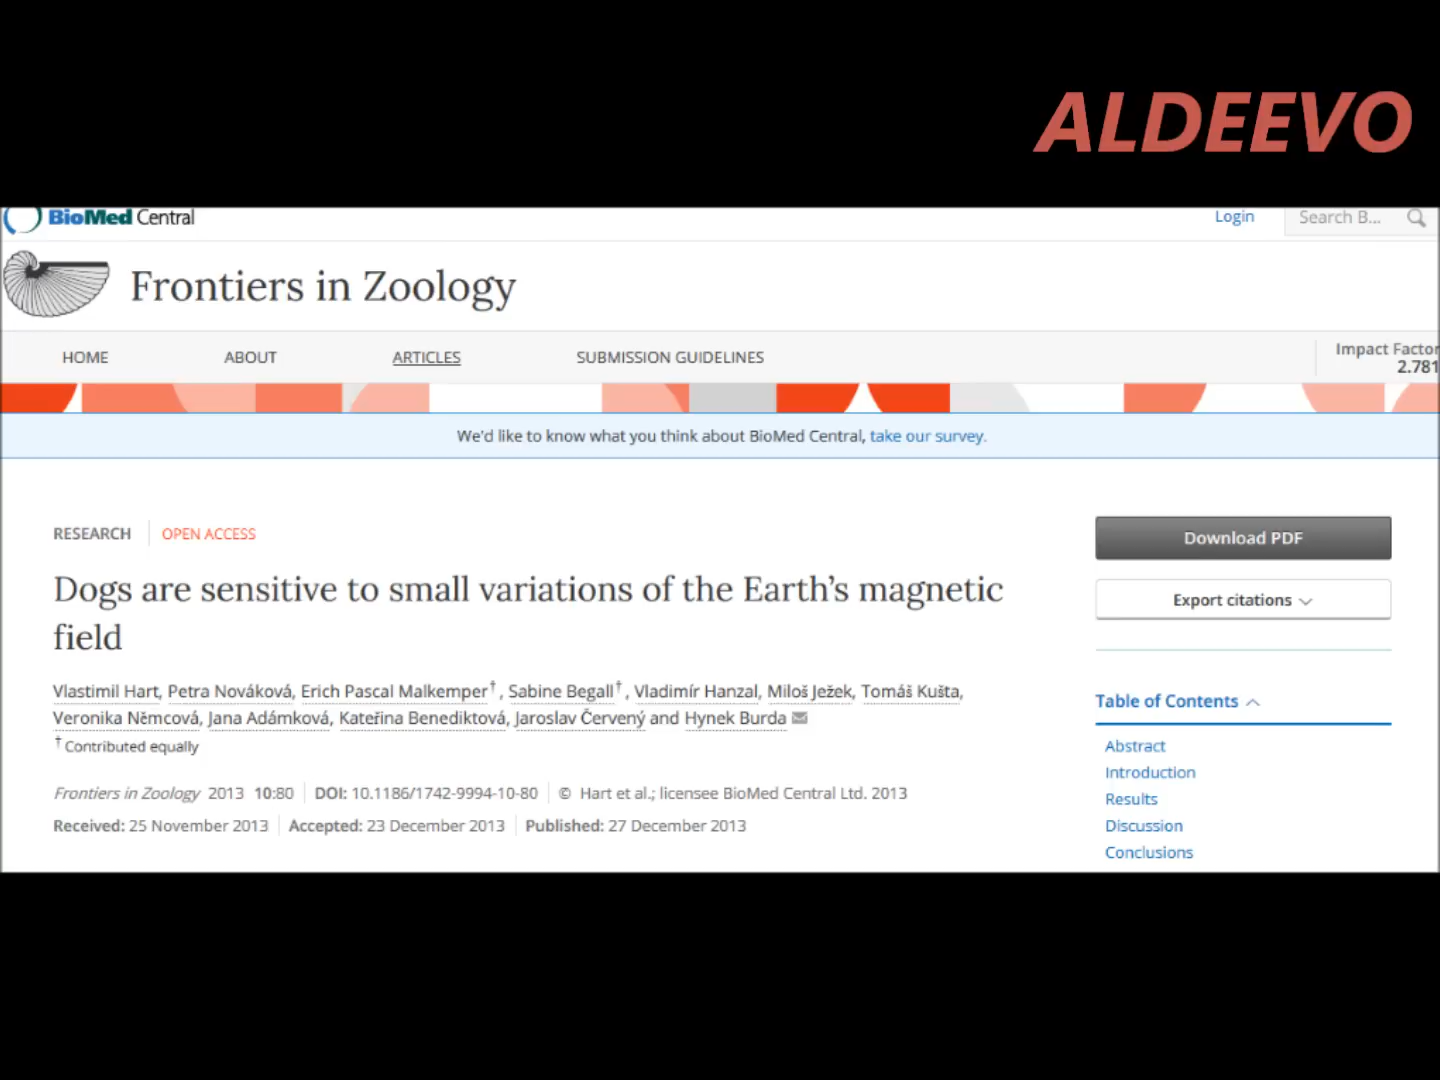 ALDEEVO
BioMed Central
Login
Search B...
Frontiers in Zoology
HOME
ABOUT
ARTICLES
SUBMISSION GUIDELINES
Impact Factor
2.781
We'd like to know what you think about BioMed Central, take our survey.
RESEARCH
OPEN ACCESS
Dogs are sensitive to small variations of the Earth’s magnetic
field
Vlastimil Hart, Petra Nováková, Erich Pascal Malkemper†, Sabine Begall†, Vladimír Hanzal, Miloš Ježek, Tomáš Kušta,
Veronika Němcová, Jana Adámková, Kateřina Benediktová, Jaroslav Červený and Hynek Burda
† Contributed equally
Frontiers in Zoology 2013 10:80
DOI: 10.1186/1742-9994-10-80
© Hart et al.; licensee BioMed Central Ltd. 2013
Received: 25 November 2013
Accepted: 23 December 2013
Published: 27 December 2013
Download PDF
Export citations
Table of Contents
Abstract
Introduction
Results
Discussion
Conclusions